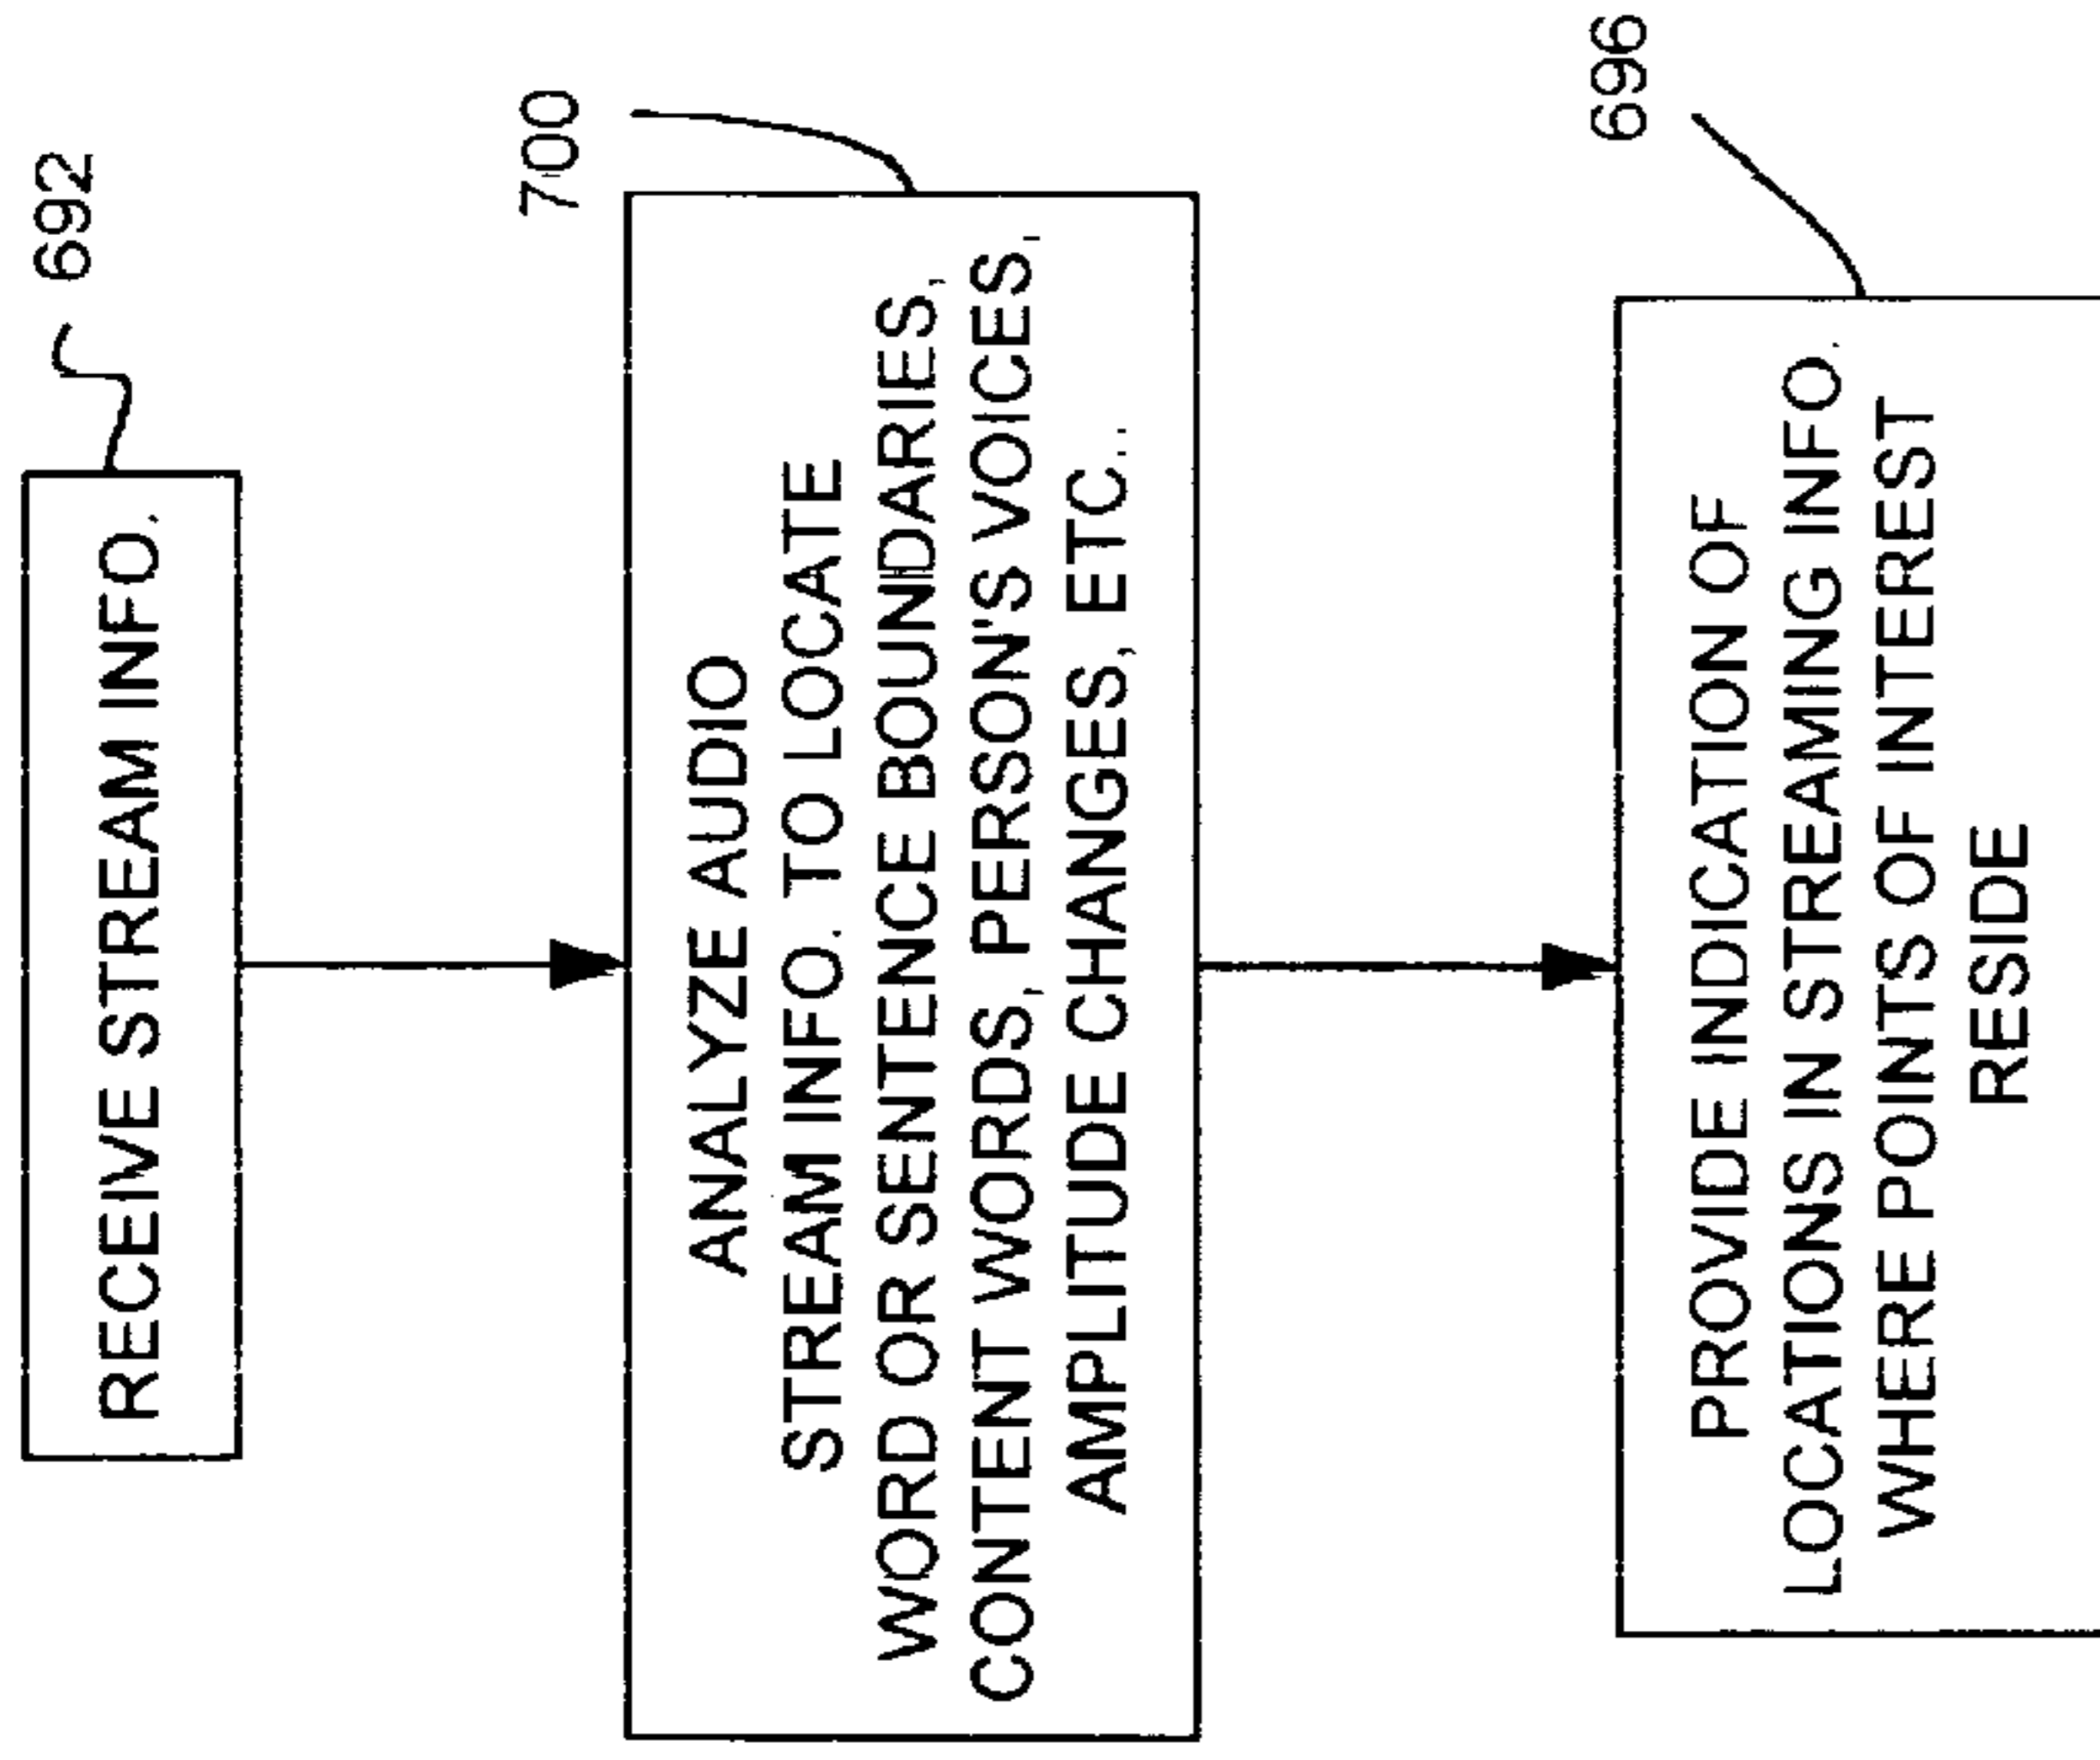 692
RECEIVE STREAM INFO.
700
ANALYZE AUDIO
STREAM INFO. TO LOCATE
WORD OR SENTENCE BOUNDARIES,
CONTENT WORDS, PERSON'S VOICES,
AMPLITUDE CHANGES, ETC...
696
PROVIDE INDICATION OF
LOCATIONS IN STREAMING INFO.
WHERE POINTS OF INTEREST
RESIDE